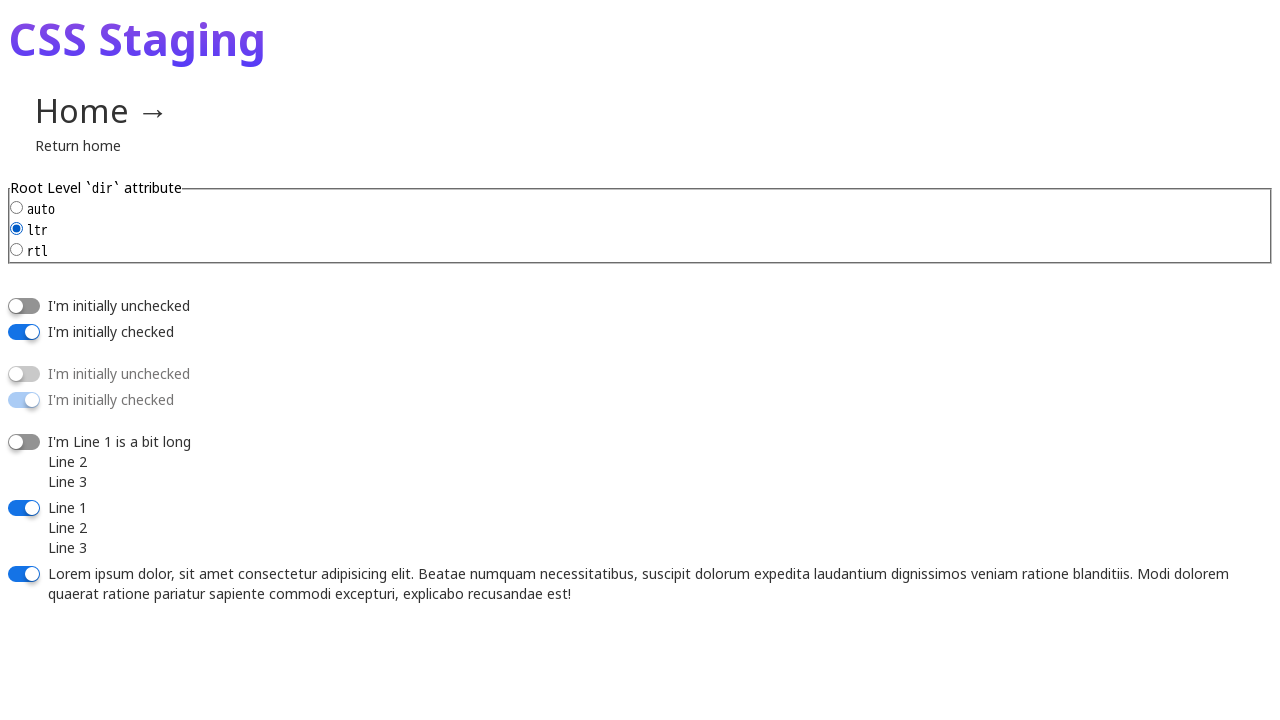 CSS Staging
Home →
Return home
Root Level `dir` attribute
auto
ltr
rtl
I'm initially unchecked
I'm initially checked
I'm initially unchecked
I'm initially checked
I'm Line 1 is a bit long
Line 2
Line 3
Line 1
Line 2
Line 3
Lorem ipsum dolor, sit amet consectetur adipisicing elit. Beatae numquam necessitatibus, suscipit dolorum expedita laudantium dignissimos veniam ratione blanditiis. Modi dolorem
quaerat ratione pariatur sapiente commodi excepturi, explicabo recusandae est!